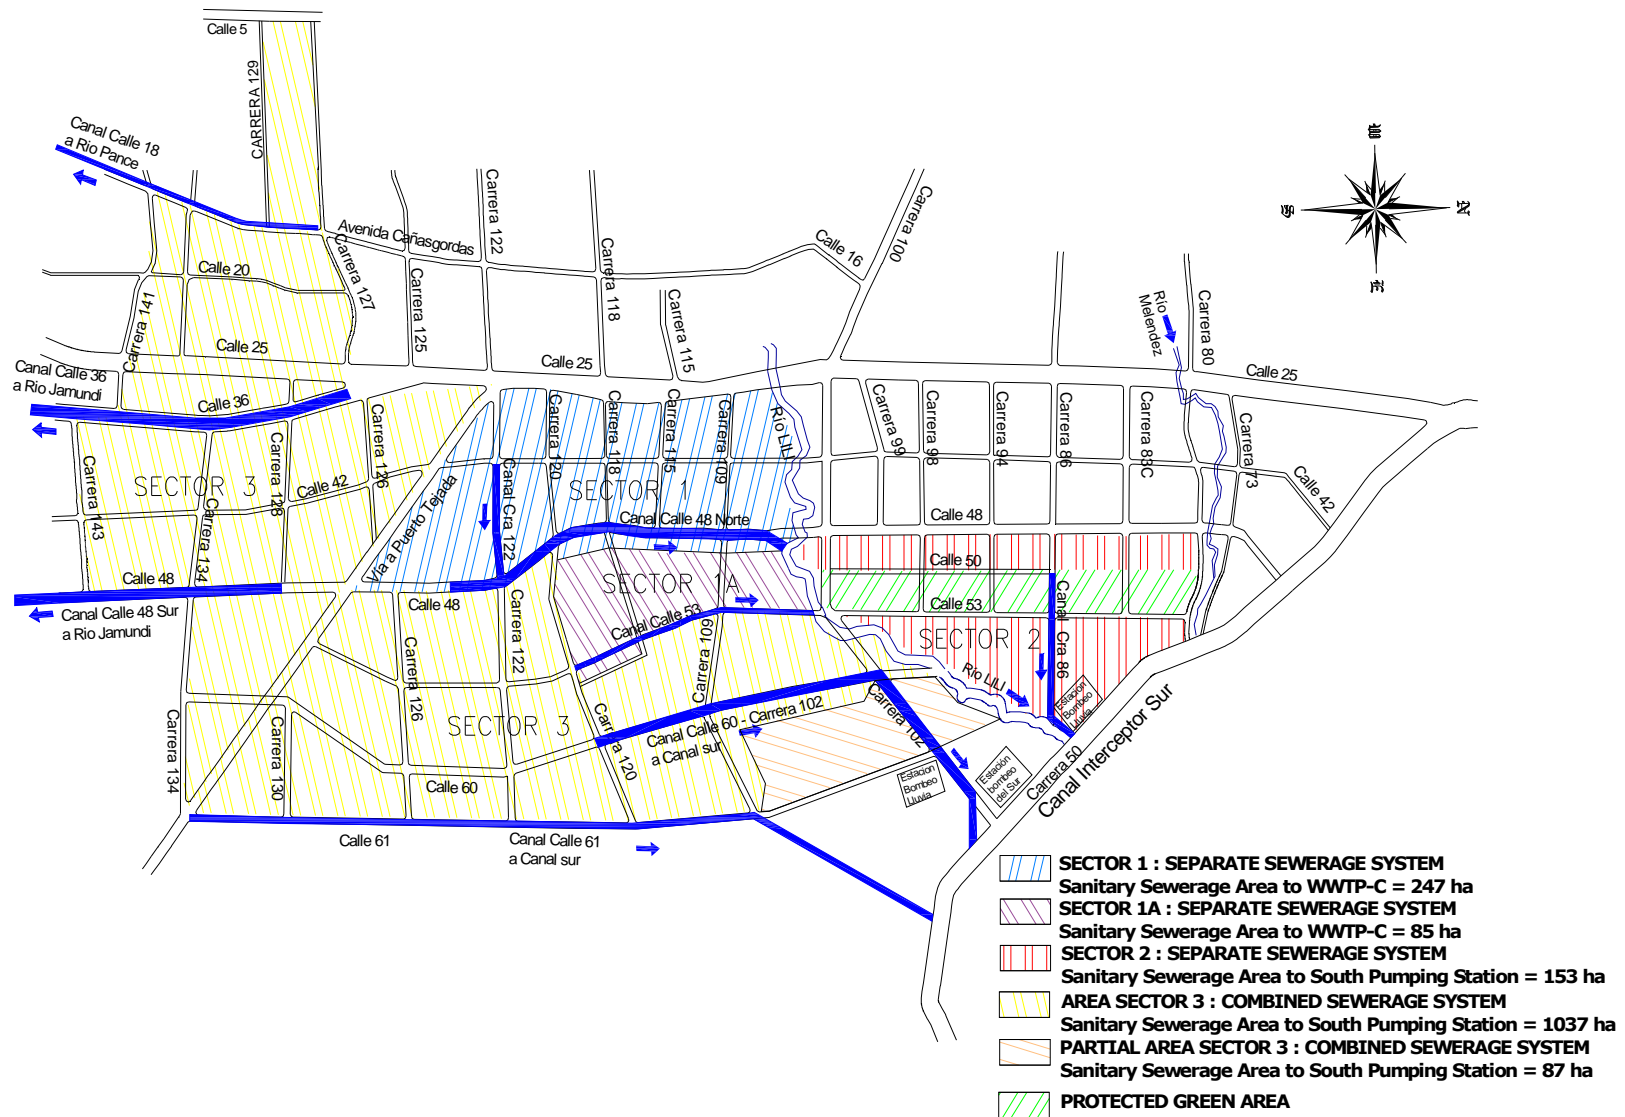 Calle 5
CARRERA 129
Canal Calle 18
a Rio Pance
Avenida Cañasgordas
Carrera 122
Carrera 100
Calle 16
Calle 20
Carrera 127
Carrera 125
Carrera 118
Carrera 115
Carrera 141
Calle 25
Calle 25
Calle 25
Río
Melendez
Carrera 80
W
S
N
E
Canal Calle 36
a Rio Jamundi
Calle 36
Carrera 143
SECTOR 3
Carrera 134
Carrera 128
Calle 42
Carrera 126
Via a Puerto Tejada
Canal Cra 122
Carrera 120
Carrera 118
Carrera 115
Carrera 109
SECTOR 1
Río LILI
Canal Calle 48 Norte
Carrera 99
Carrera 98
Carrera 94
Carrera 86
Carrera 83C
Carrera 73
Calle 42
Calle 48
Calle 50
Calle 53
Calle 48
Canal Calle 48 Sur
a Rio Jamundi
Calle 48
Carrera 122
SECTOR 1A
Canal Calle 53
Carrera 109
SECTOR 2
Canal Cra 86
Río LILI
Estación
Bombeo
Lluvia
Carrera 134
Carrera 130
Carrera 126
SECTOR 3
Carrera 120
Canal Calle 60 - Carrera 102
a Canal sur
Carrera 102
Estacion
Bombeo
Lluvia
Estación
bombeo
del Sur
Carrera 50
Canal Interceptor Sur
Calle 60
Calle 61
Canal Calle 61
a Canal sur
SECTOR 1 : SEPARATE SEWERAGE SYSTEM
Sanitary Sewerage Area to WWTP-C = 247 ha
SECTOR 1A : SEPARATE SEWERAGE SYSTEM
Sanitary Sewerage Area to WWTP-C = 85 ha
SECTOR 2 : SEPARATE SEWERAGE SYSTEM
Sanitary Sewerage Area to South Pumping Station = 153 ha
AREA SECTOR 3 : COMBINED SEWERAGE SYSTEM
Sanitary Sewerage Area to South Pumping Station = 1037 ha
PARTIAL AREA SECTOR 3 : COMBINED SEWERAGE SYSTEM
Sanitary Sewerage Area to South Pumping Station = 87 ha
PROTECTED GREEN AREA